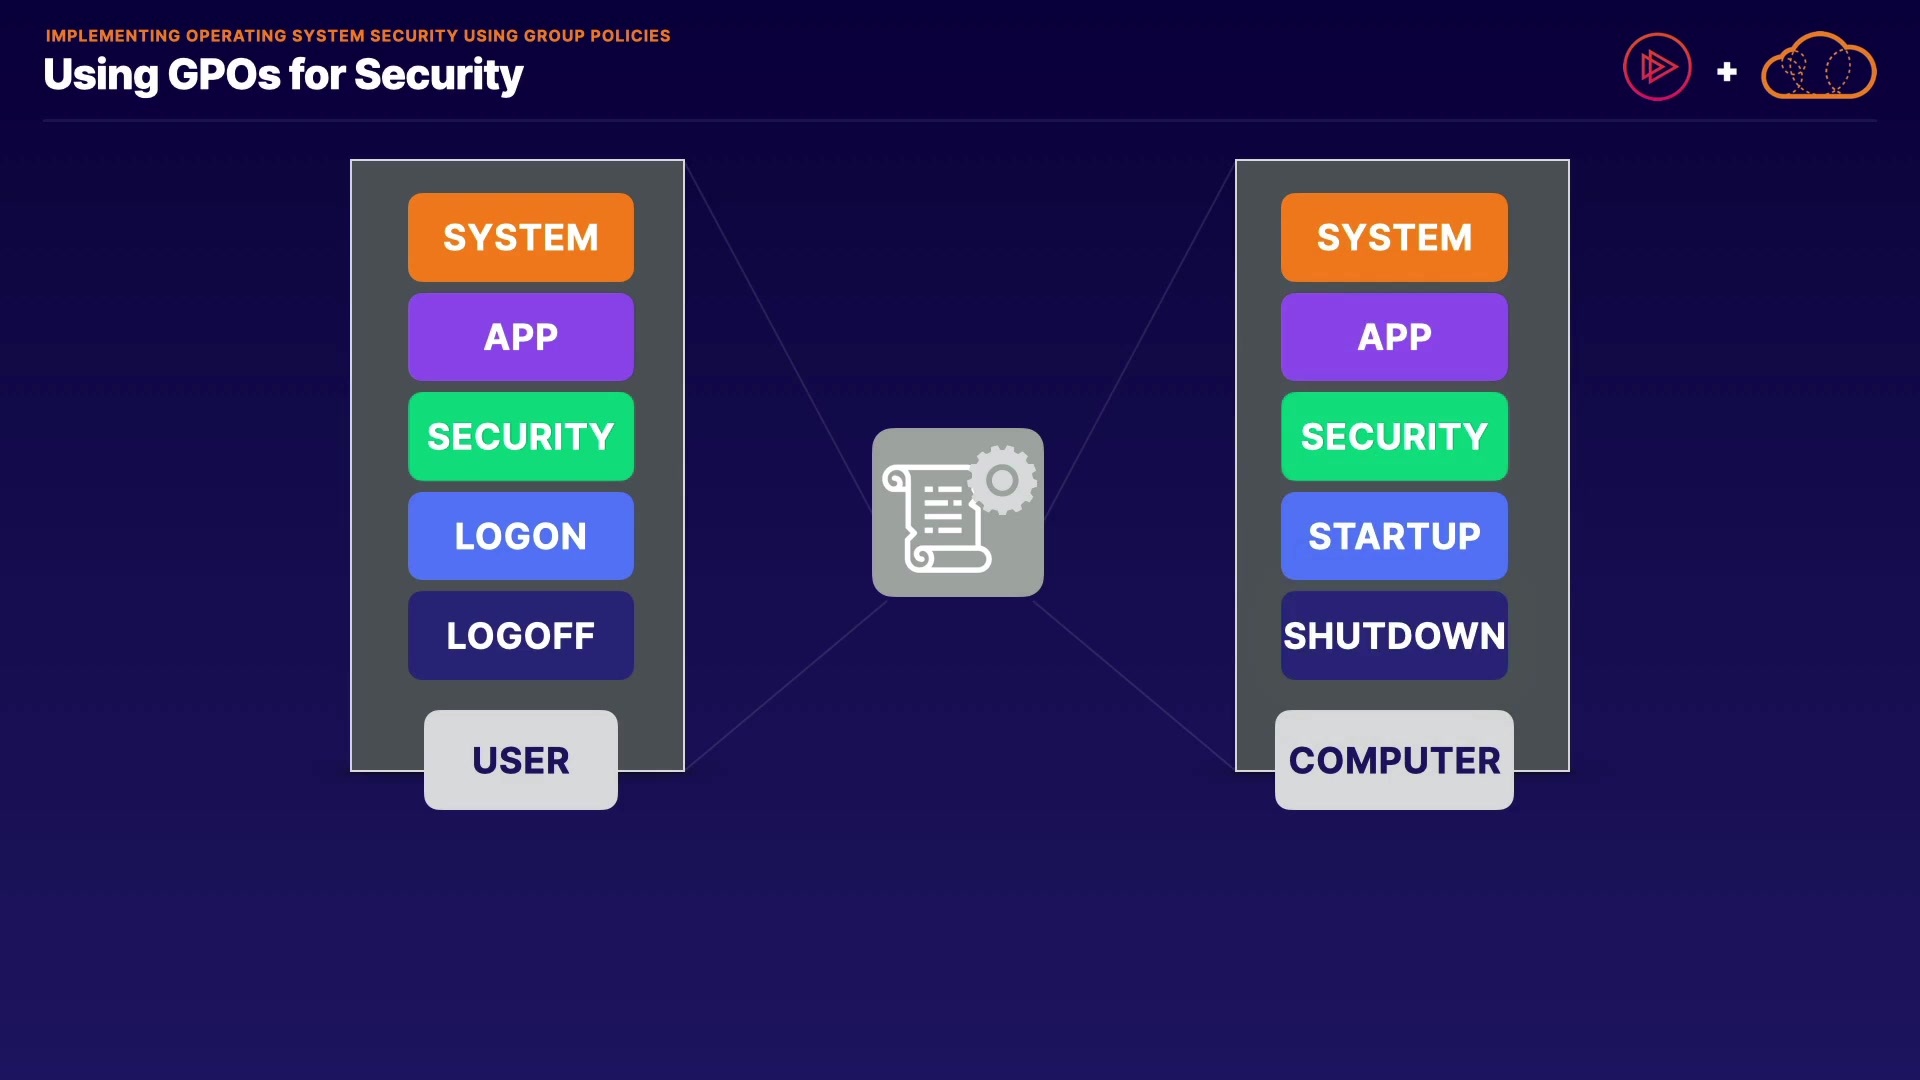 IMPLEMENTING OPERATING SYSTEM SECURITY USING GROUP POLICIES
Using GPOs for Security
+
SYSTEM
APP
SECURITY
LOGON
LOGOFF
USER
SYSTEM
APP
SECURITY
STARTUP
SHUTDOWN
COMPUTER